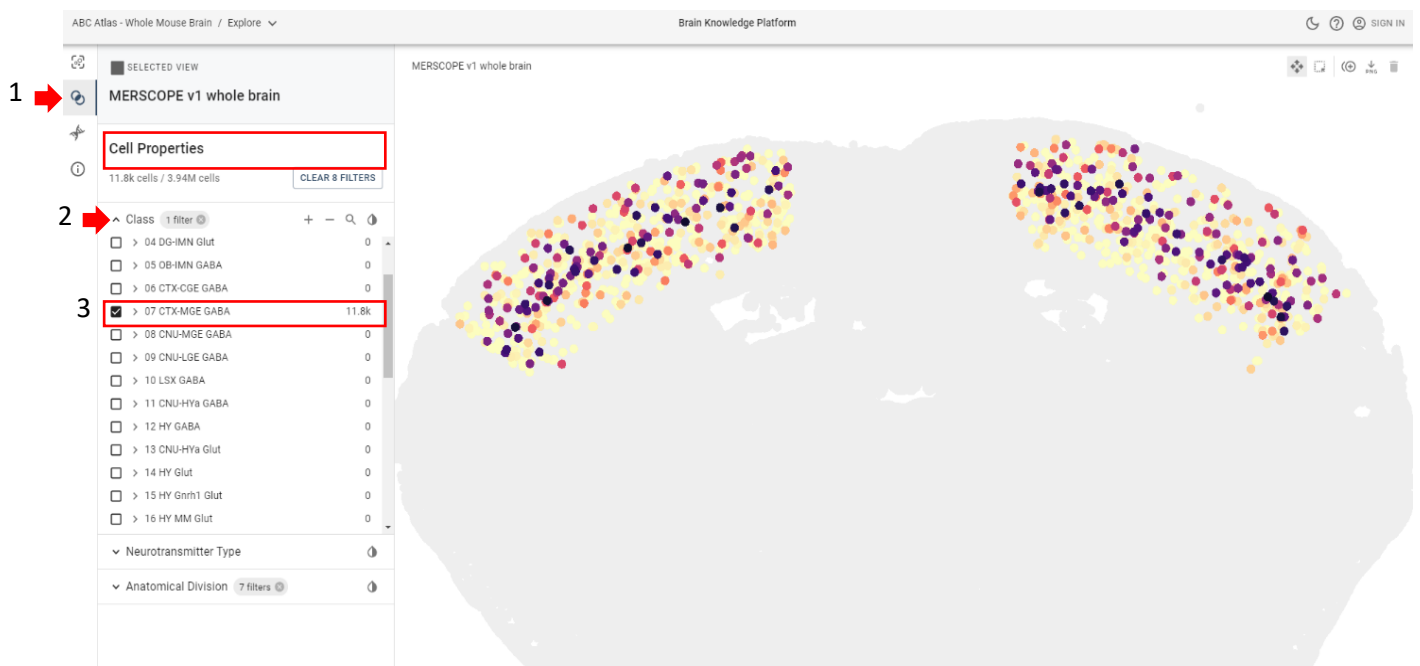 ABC Atlas - Whole Mouse Brain / Explore
Brain Knowledge Platform
SIGN IN
SELECTED VIEW
MERSCOPE v1 whole brain
MERSCOPE v1 whole brain
PNG
1
Cell Properties
11.8k cells / 3.94M cells
CLEAR 8 FILTERS
2
Class 1 filter
04 DG-IMN Glut 0
05 OB-IMN GABA 0
06 CTX-CGE GABA 0
3
07 CTX-MGE GABA 11.8k
08 CNU-MGE GABA 0
09 CNU-LGE GABA 0
10 LSX GABA 0
11 CNU-HYa GABA 0
12 HY GABA 0
13 CNU-HYa Glut 0
14 HY Glut 0
15 HY Gnrh1 Glut 0
16 HY MM Glut 0
Neurotransmitter Type
Anatomical Division 7 filters